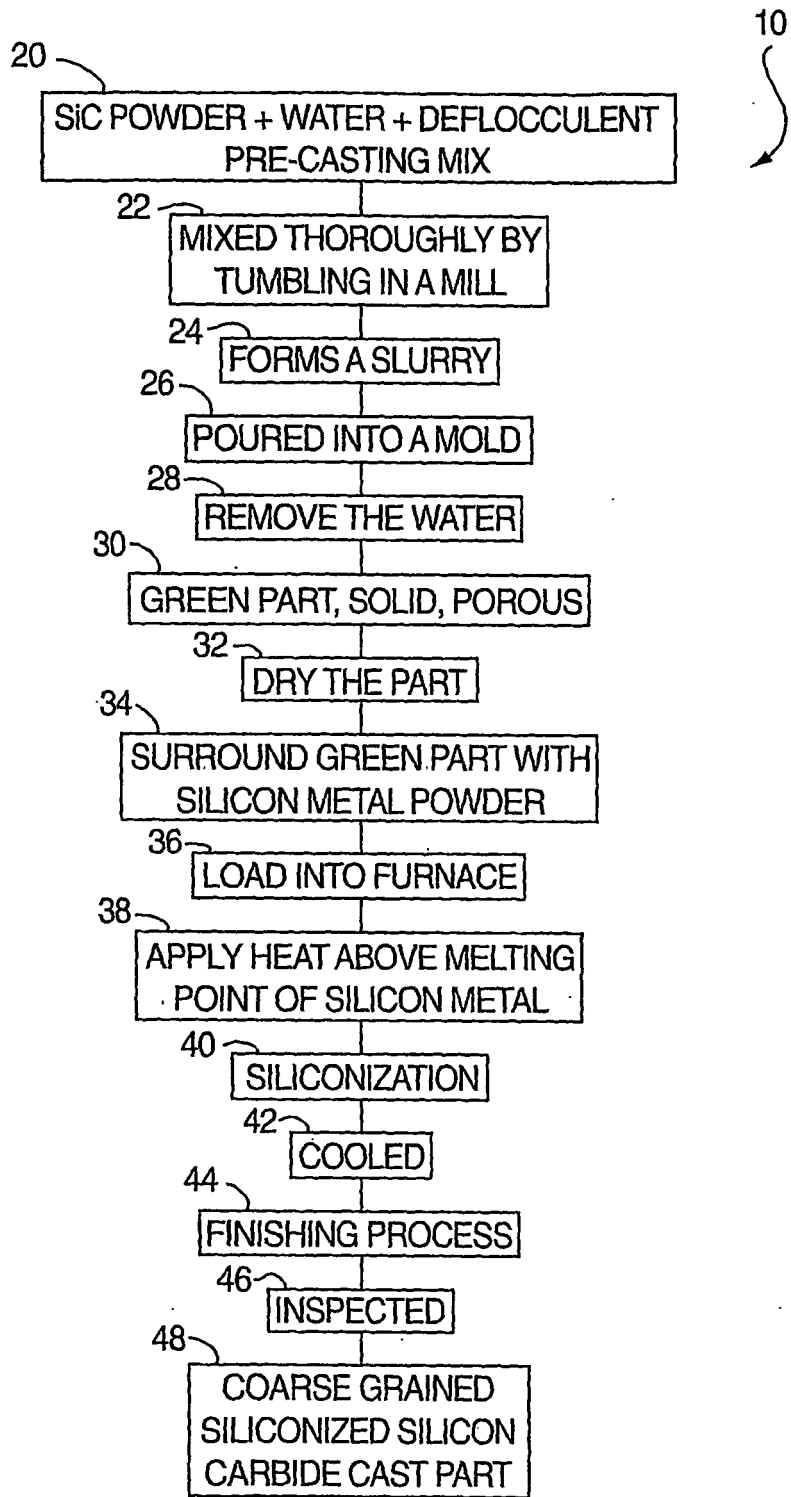 10
20
SiC POWDER + WATER + DEFLOCCULENT
PRE-CASTING MIX
22
MIXED THOROUGHLY BY
TUMBLING IN A MILL
24
FORMS A SLURRY
26
POURED INTO A MOLD
28
REMOVE THE WATER
30
GREEN PART, SOLID, POROUS
32
DRY THE PART
34
SURROUND GREEN PART WITH
SILICON METAL POWDER
36
LOAD INTO FURNACE
38
APPLY HEAT ABOVE MELTING
POINT OF SILICON METAL
40
SILICONIZATION
42
COOLED
44
FINISHING PROCESS
46
INSPECTED
48
COARSE GRAINED
SILICONIZED SILICON
CARBIDE CAST PART